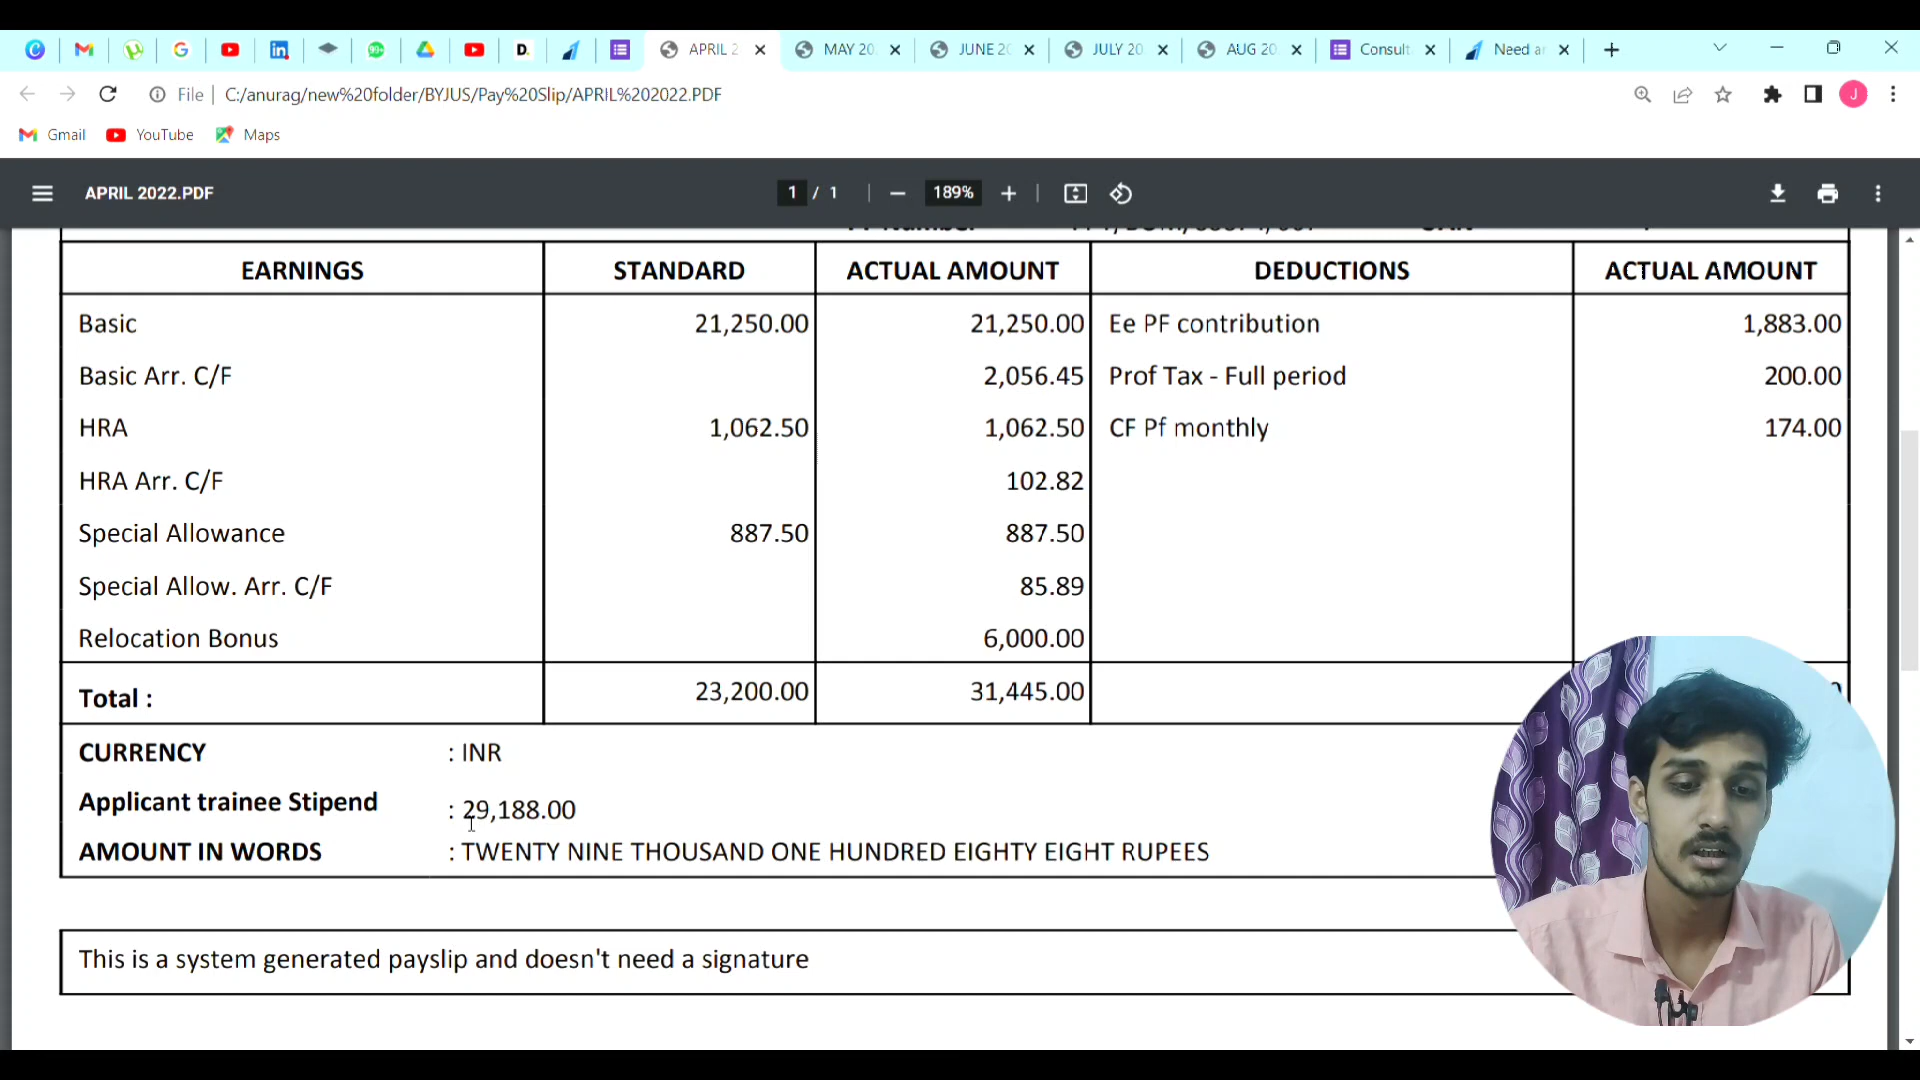 D. APRIL 2 MAY 20 JUNE 20 JULY 20 AUG 20 Consult Need a
File C:/anurag/new%20folder/BYJUS/Pay%20Slip/APRIL%202022.PDF J
Gmail YouTube Maps
APRIL 2022.PDF 1 / 1 189%
EARNINGS STANDARD ACTUAL AMOUNT DEDUCTIONS ACTUAL AMOUNT
Basic 21,250.00 21,250.00 Ee PF contribution 1,883.00
Basic Arr. C/F 2,056.45 Prof Tax - Full period 200.00
HRA 1,062.50 1,062.50 CF Pf monthly 174.00
HRA Arr. C/F 102.82
Special Allowance 887.50 887.50
Special Allow. Arr. C/F 85.89
Relocation Bonus 6,000.00
Total : 23,200.00 31,445.00
CURRENCY : INR
Applicant trainee Stipend : 29,188.00
AMOUNT IN WORDS : TWENTY NINE THOUSAND ONE HUNDRED EIGHTY EIGHT RUPEES
This is a system generated payslip and doesn't need a signature